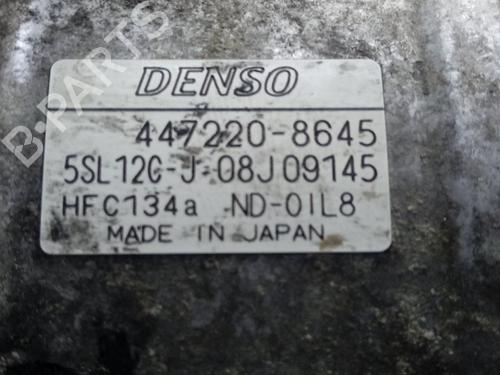 DENSO
447220-8645
5SL12C-J-08J09145
HFC134a ND-OIL8
MADE IN JAPAN
B-PARTS